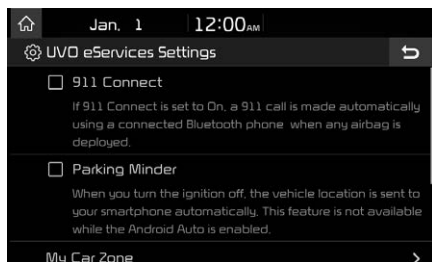 Jan. 1 12:00AM
UVO eServices Settings
911 Connect
If 911 Connect is set to On, a 911 call is made automatically
using a connected Bluetooth phone when any airbag is
deployed.
Parking Minder
When you turn the ignition off, the vehicle location is sent to
your smartphone automatically. This feature is not available
while the Android Auto is enabled.
My Car Zone